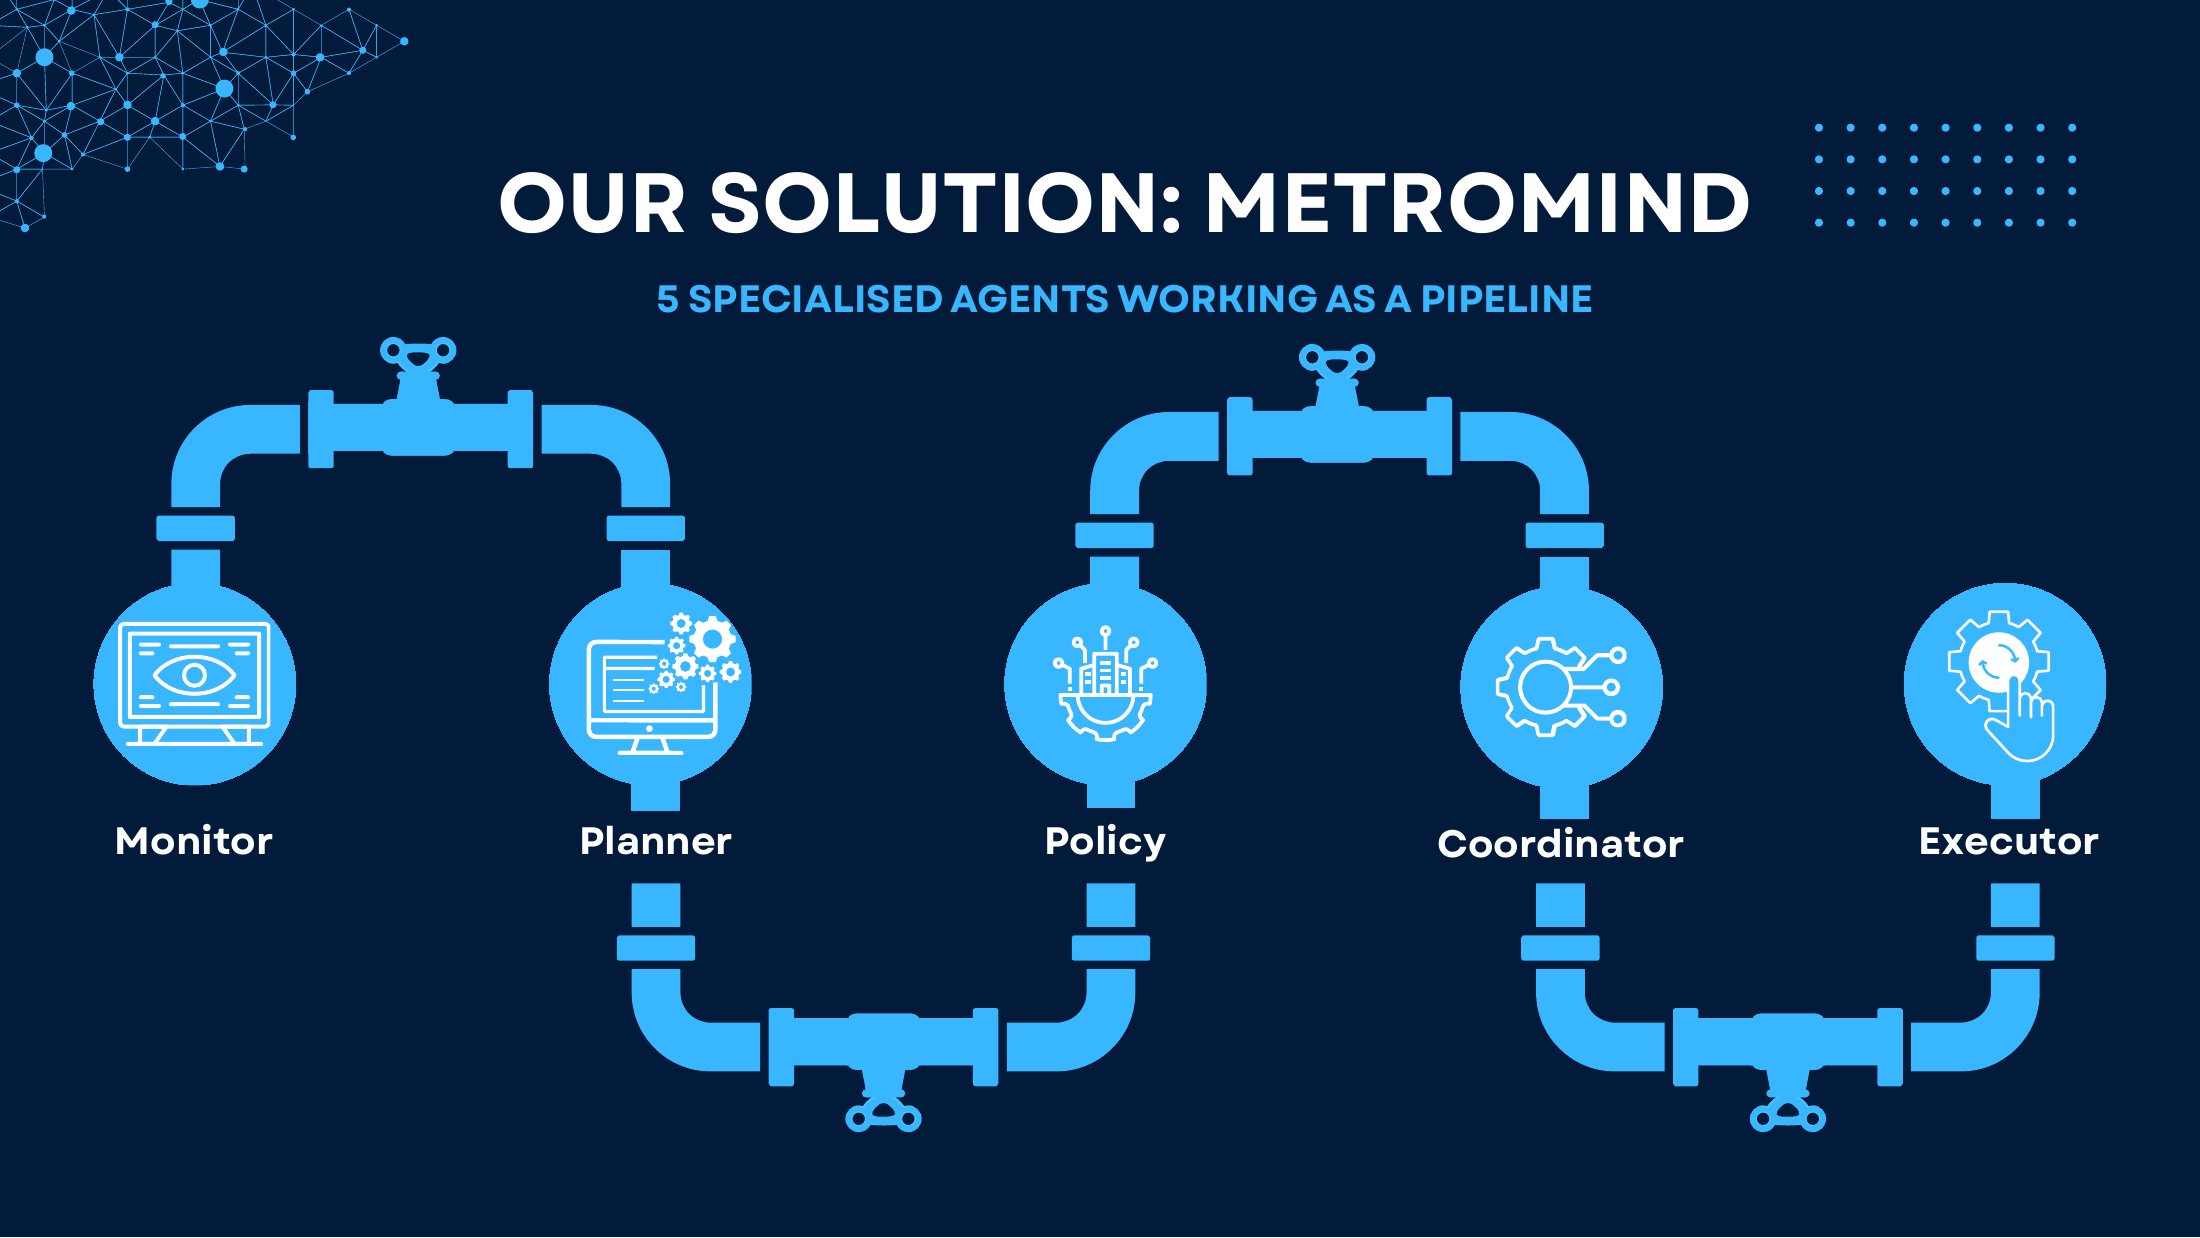 OUR SOLUTION: METROMIND
5 SPECIALISED AGENTS WORKING AS A PIPELINE
Monitor
Planner
Policy
Coordinator
Executor